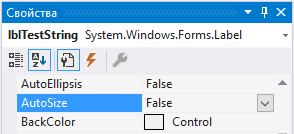 Свойства
lblTestString System.Windows.Forms.Label
AutoEllipsis False
AutoSize False
BackColor Control